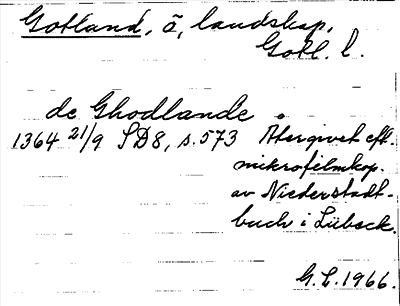 Gotland, ö, landskap,
Gotl. l.
de Ghodlande
1364 21/9 SD8, s. 573 Återgivet eft.
mikrofilmkop.
av Niederstadt-
buch i Lübeck.
G.L. 1966.